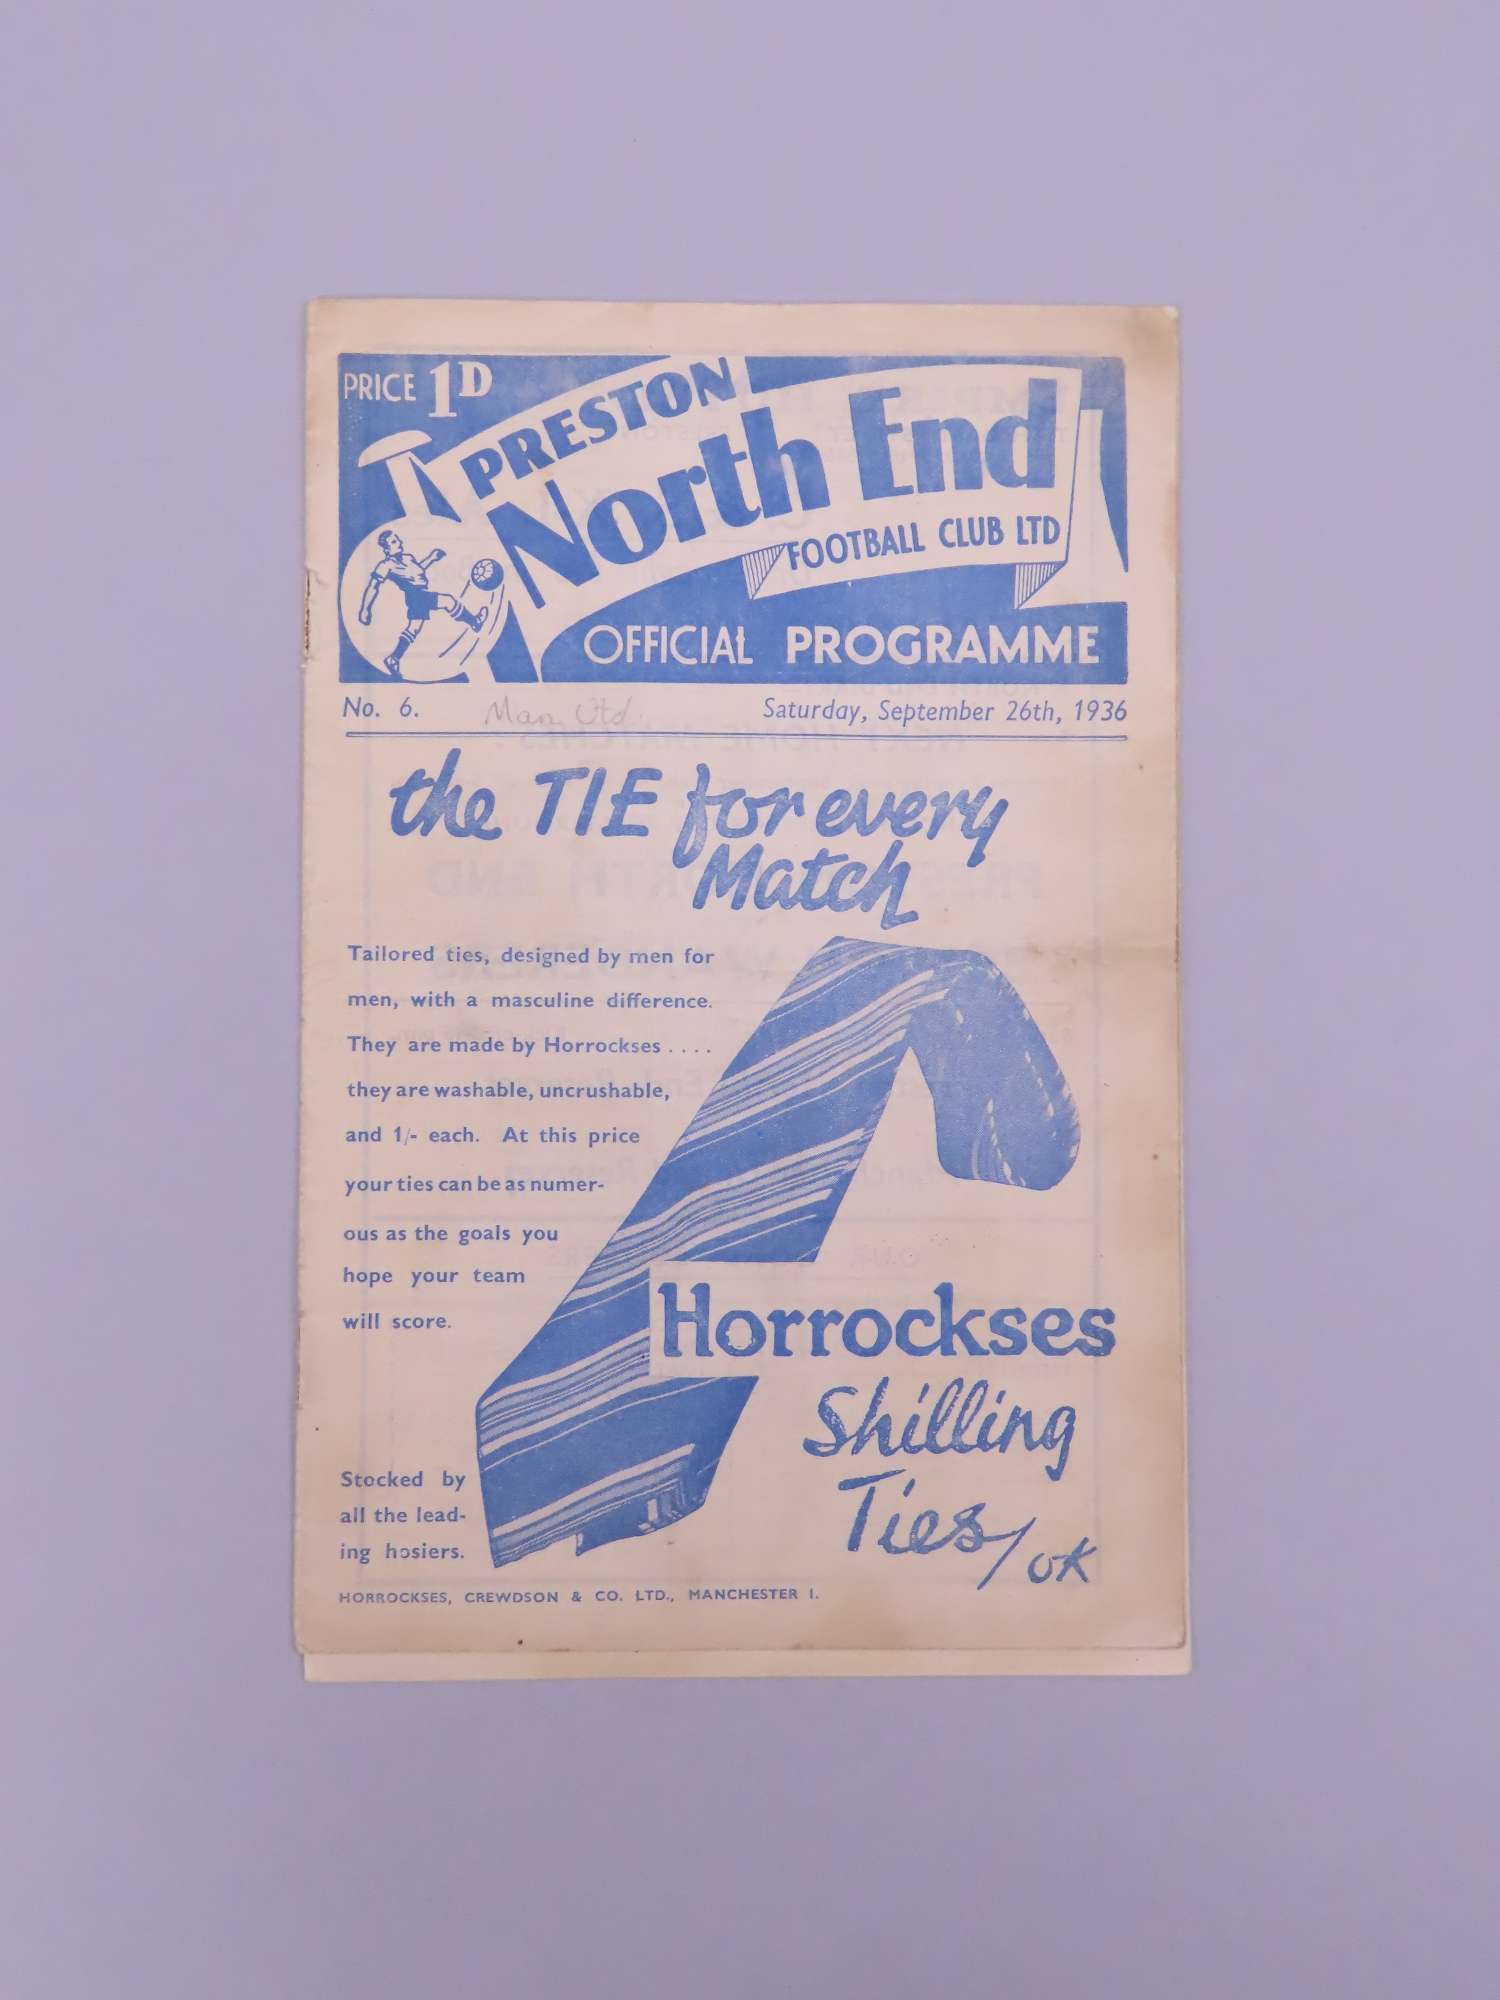 PRICE 1D
PRESTON
North End
FOOTBALL CLUB LTD
OFFICIAL PROGRAMME
No. 6. Man Utd Saturday, September 26th, 1936
the TIE for every
Match
Tailored ties, designed by men for
men, with a masculine difference.
They are made by Horrockses ....
they are washable, uncrushable,
and 1/- each. At this price
your ties can be as numer-
ous as the goals you
hope your team
will score.
Horrockses
Shilling
Ties/OK
Stocked by
all the lead-
ing hosiers.
HORROCKSES, CREWDSON & CO. LTD., MANCHESTER 1.